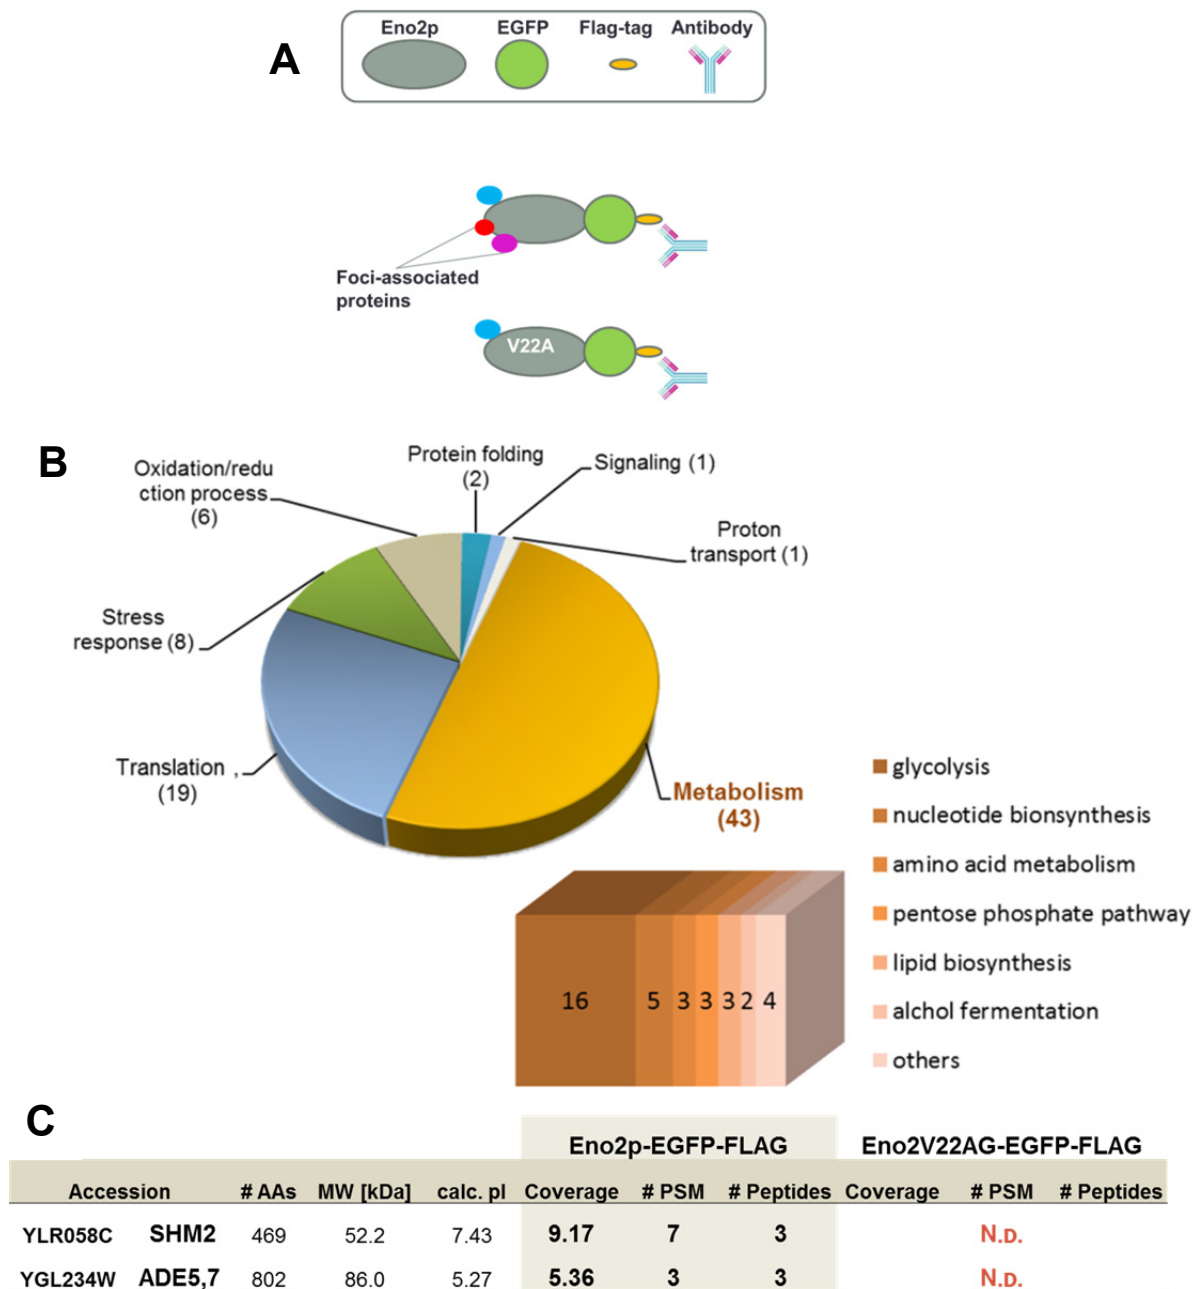 A
Eno2p EGFP Flag-tag Antibody
Foci-associated
proteins
V22A
B
Oxidation/redu
ction process
(6)
Protein folding
(2)
Signaling (1)
Proton
transport (1)
Stress
response (8)
Translation ,
(19)
Metabolism
(43)
glycolysis
nucleotide bionsynthesis
amino acid metabolism
pentose phosphate pathway
lipid biosynthesis
alchol fermentation
others
16 5 3 3 3 2 4
C
Eno2p-EGFP-FLAG Eno2V22AG-EGFP-FLAG
Accession # AAs MW [kDa] calc. pI Coverage # PSM # Peptides Coverage # PSM # Peptides
YLR058C SHM2 469 52.2 7.43 9.17 7 3 N.D.
YGL234W ADE5,7 802 86.0 5.27 5.36 3 3 N.D.